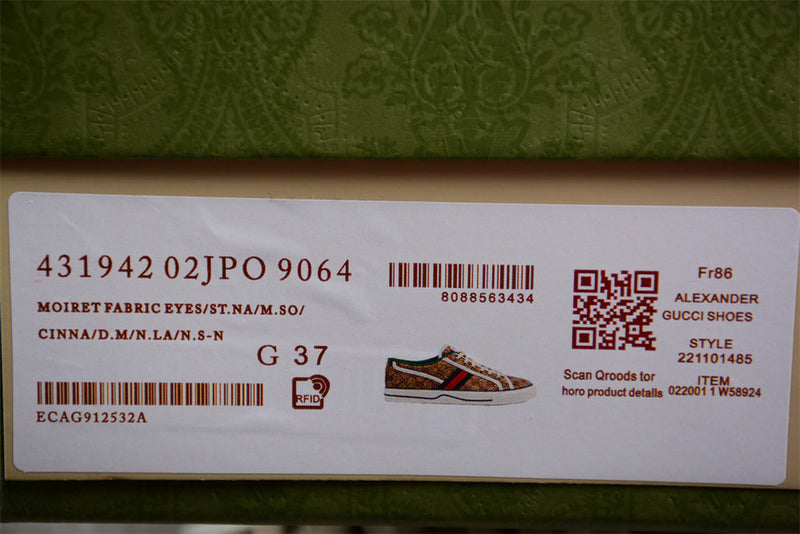 431942 02JPO 9064
MOIRET FABRIC EYES/ST.NA/M.SO/
CINNA/D.M/N.LA/N.S-N
G 37
RFID
ECAG912532A
8088563434
Scan Qroods tor
horo product detalles
Fr86
ALEXANDER
GUCCI SHOES
STYLE
221101485
ITEM
022001 1 W58924